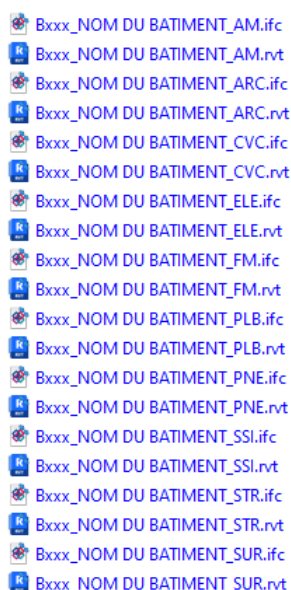 Bxxx_NOM DU BATIMENT_AM.ifc
Bxxx_NOM DU BATIMENT_AM.rvt
Bxxx_NOM DU BATIMENT_ARC.ifc
Bxxx_NOM DU BATIMENT_ARC.rvt
Bxxx_NOM DU BATIMENT_CVC.ifc
Bxxx_NOM DU BATIMENT_CVC.rvt
Bxxx_NOM DU BATIMENT_ELE.ifc
Bxxx_NOM DU BATIMENT_ELE.rvt
Bxxx_NOM DU BATIMENT_FM.ifc
Bxxx_NOM DU BATIMENT_FM.rvt
Bxxx_NOM DU BATIMENT_PLB.ifc
Bxxx_NOM DU BATIMENT_PLB.rvt
Bxxx_NOM DU BATIMENT_PNE.ifc
Bxxx_NOM DU BATIMENT_PNE.rvt
Bxxx_NOM DU BATIMENT_SSI.ifc
Bxxx_NOM DU BATIMENT_SSI.rvt
Bxxx_NOM DU BATIMENT_STR.ifc
Bxxx_NOM DU BATIMENT_STR.rvt
Bxxx_NOM DU BATIMENT_SUR.ifc
Bxxx_NOM DU BATIMENT_SUR.rvt